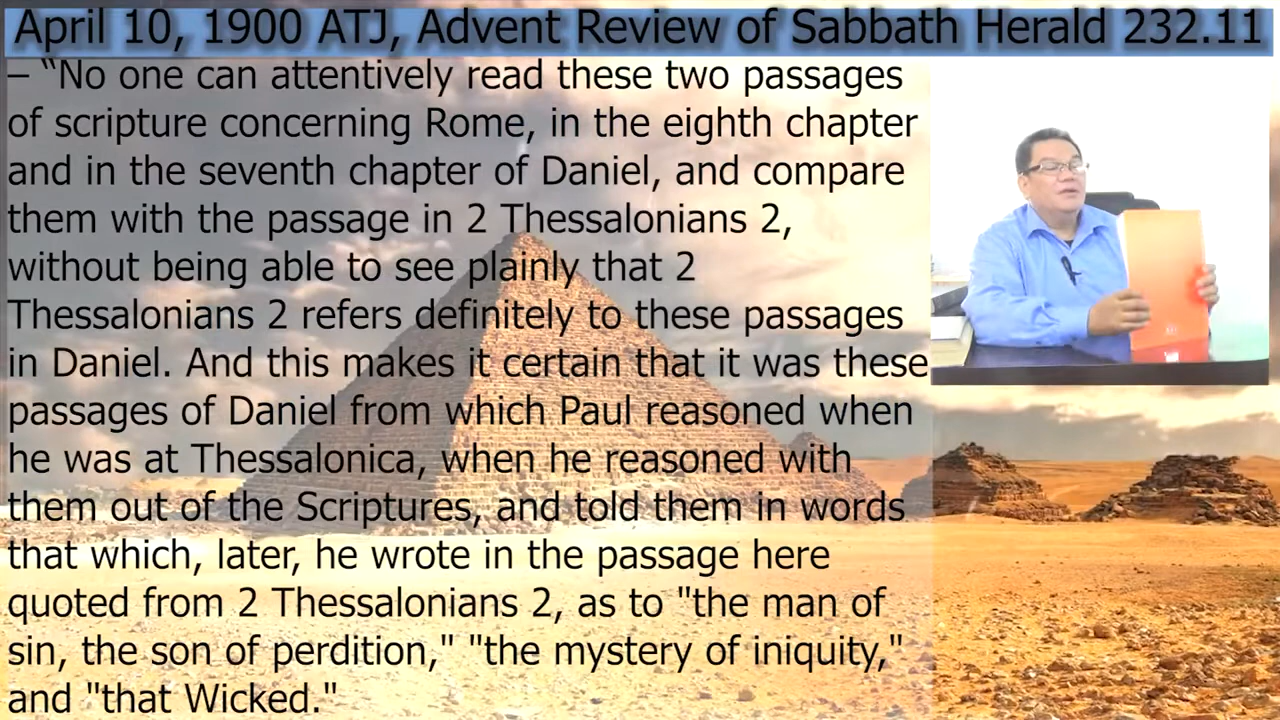 April 10, 1900 ATJ, Advent Review of Sabbath Herald 232.11
– “No one can attentively read these two passages
of scripture concerning Rome, in the eighth chapter
and in the seventh chapter of Daniel, and compare
them with the passage in 2 Thessalonians 2,
without being able to see plainly that 2
Thessalonians 2 refers definitely to these passages
in Daniel. And this makes it certain that it was these
passages of Daniel from which Paul reasoned when
he was at Thessalonica, when he reasoned with
them out of the Scriptures, and told them in words
that which, later, he wrote in the passage here
quoted from 2 Thessalonians 2, as to "the man of
sin, the son of perdition," "the mystery of iniquity,"
and "that Wicked."